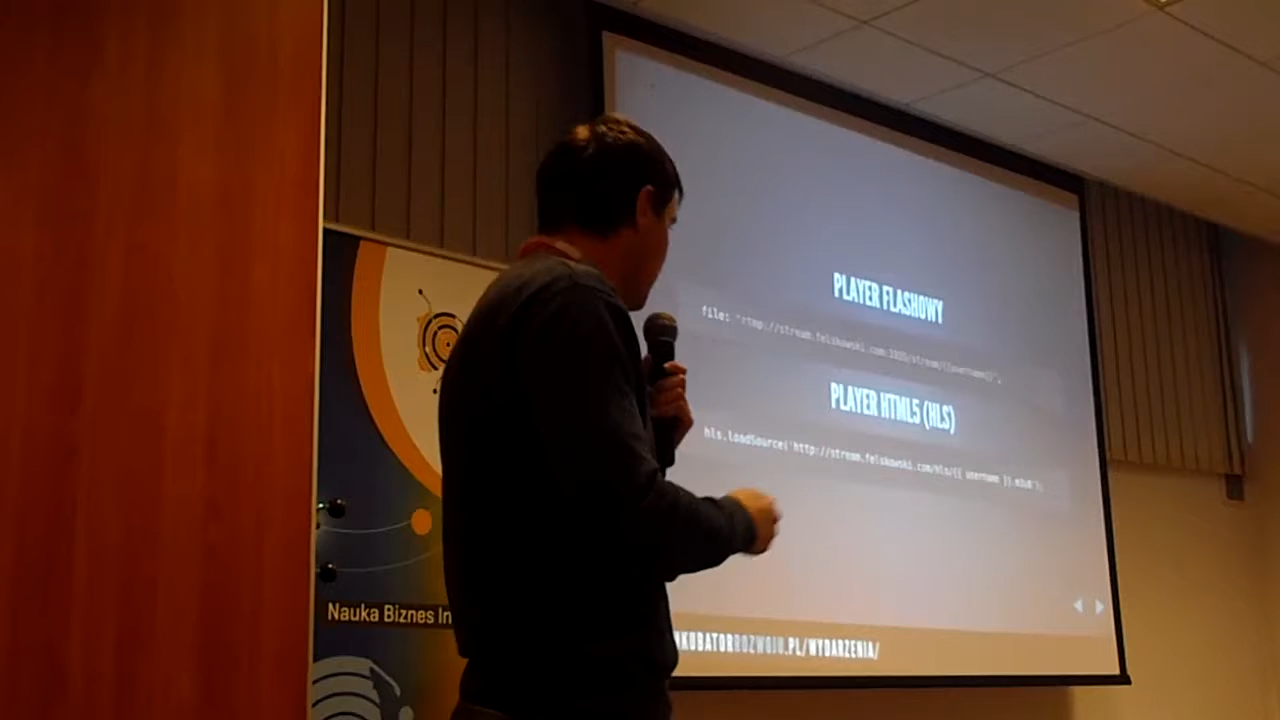 PLAYER FLASHOWY
file: "rtmp://stream.felskowski.com:1935/stream/{{username}}",
PLAYER HTML5 (HLS)
hls.loadSource('http://stream.felskowski.com/hls/{{ username }}.m3u8');
Nauka Biznes In
NKUBATORROZWOJU.PL/WYDARZENIA/